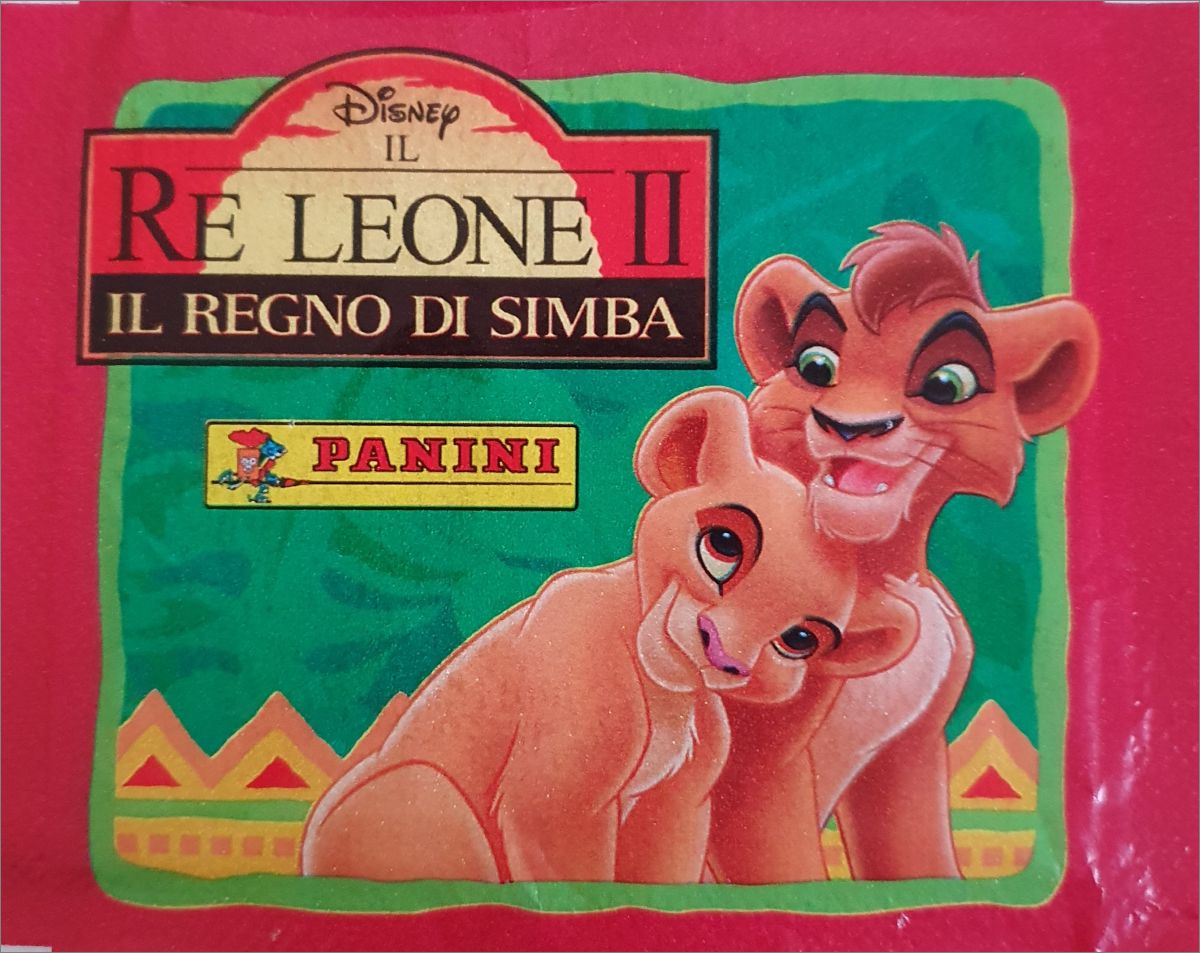 Disney
IL
RE LEONE II
IL REGNO DI SIMBA
PANINI